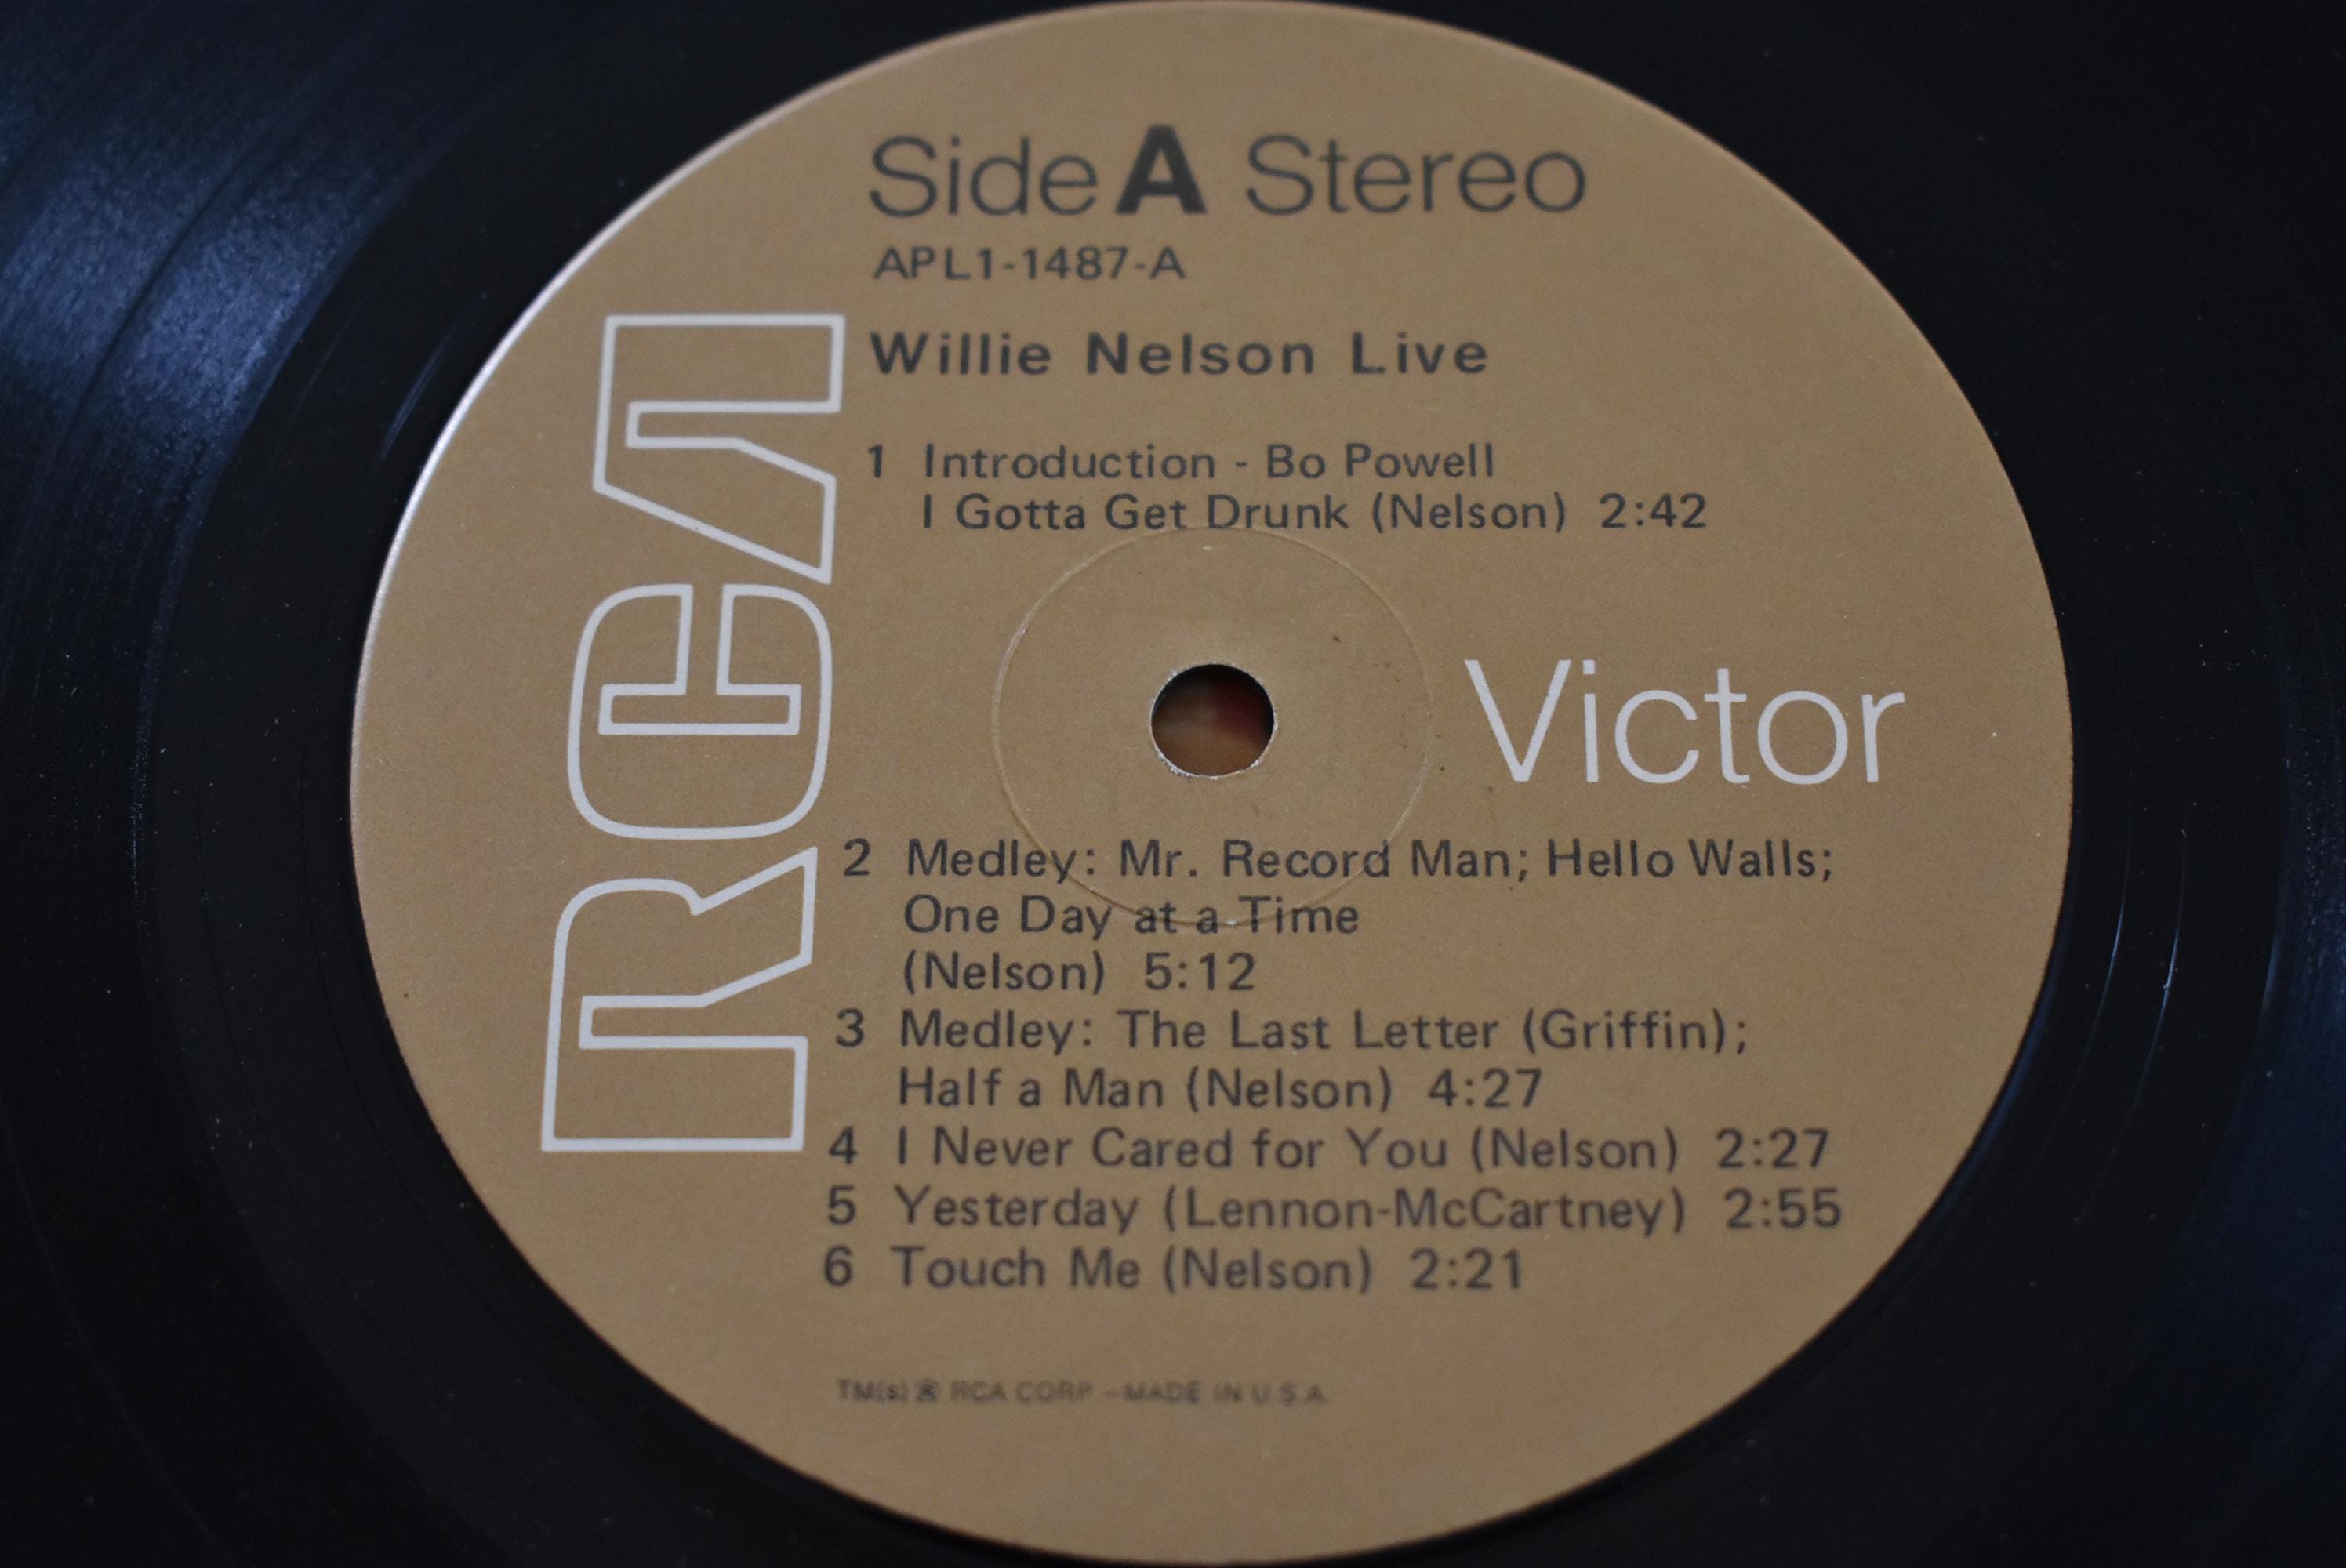 Side A Stereo
APL1-1487-A
Willie Nelson Live
1 Introduction - Bo Powell
I Gotta Get Drunk (Nelson) 2:42
RCA
Victor
2 Medley: Mr. Record Man; Hello Walls;
One Day at a Time
(Nelson) 5:12
3 Medley: The Last Letter (Griffin);
Half a Man (Nelson) 4:27
4 I Never Cared for You (Nelson) 2:27
5 Yesterday (Lennon-McCartney) 2:55
6 Touch Me (Nelson) 2:21
TM(s) ® RCA CORP —MADE IN U S A